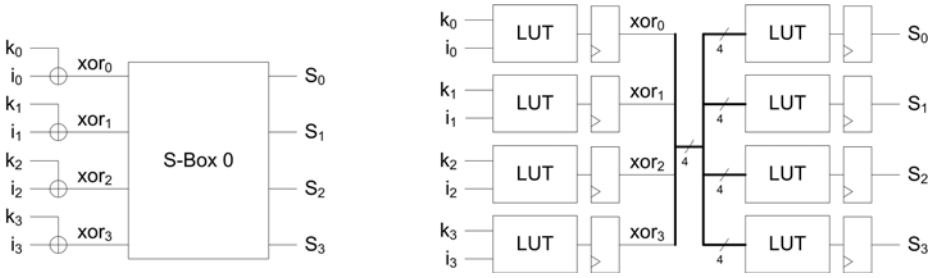 k0
i0
xor0
S0
k1
i1
xor1
S1
S-Box 0
k2
i2
xor2
S2
k3
i3
xor3
S3
k0
i0
LUT
xor0
4
LUT
S0
k1
i1
LUT
xor1
4
LUT
S1
4
k2
i2
LUT
xor2
4
LUT
S2
k3
i3
LUT
xor3
4
LUT
S3